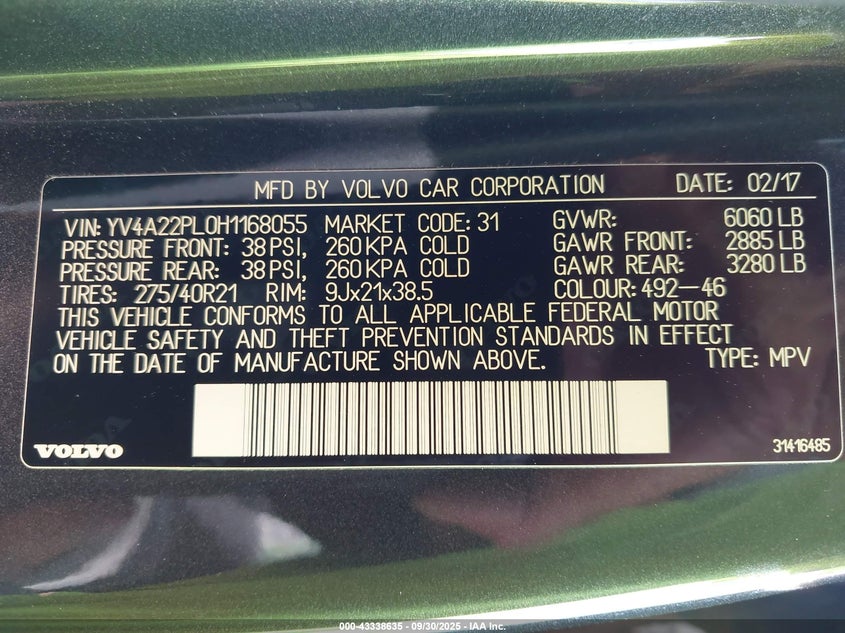 MFD BY VOLVO CAR CORPORATION DATE: 02/17
VIN: YV4A22PL0H1168055 MARKET CODE: 31 GVWR: 6060 LB
PRESSURE FRONT: 38 PSI, 260 KPA COLD GAWR FRONT: 2885 LB
PRESSURE REAR: 38 PSI, 260 KPA COLD GAWR REAR: 3280 LB
TIRES: 275/40R21 RIM: 9Jx21x38.5 COLOUR: 492-46
THIS VEHICLE CONFORMS TO ALL APPLICABLE FEDERAL MOTOR
VEHICLE SAFETY AND THEFT PREVENTION STANDARDS IN EFFECT
ON THE DATE OF MANUFACTURE SHOWN ABOVE. TYPE: MPV
VOLVO 31416485
000-43338635 - 09/30/2025 - IAA Inc.